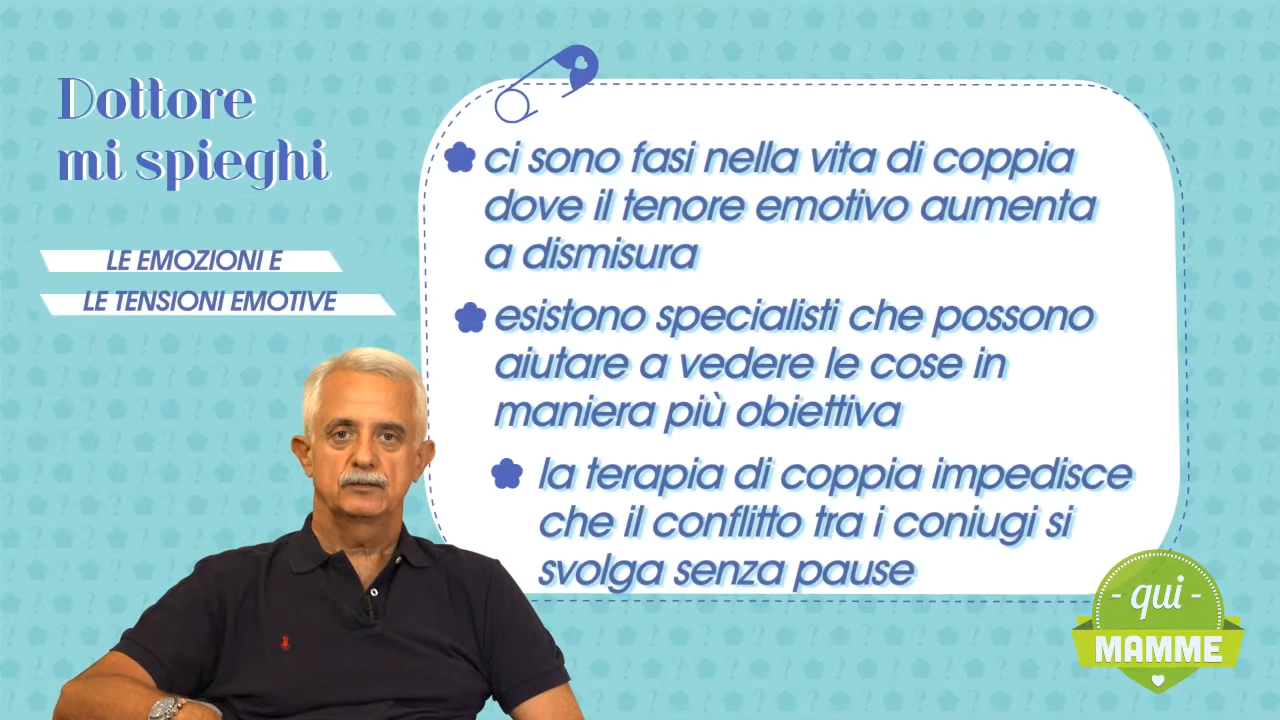 Dottore
mi spieghi
LE EMOZIONI E
LE TENSIONI EMOTIVE
ci sono fasi nella vita di coppia
dove il tenore emotivo aumenta
a dismisura
esistono specialisti che possono
aiutare a vedere le cose in
maniera più obiettiva
la terapia di coppia impedisce
che il conflitto tra i coniugi si
svolga senza pause
- qui -
MAMME